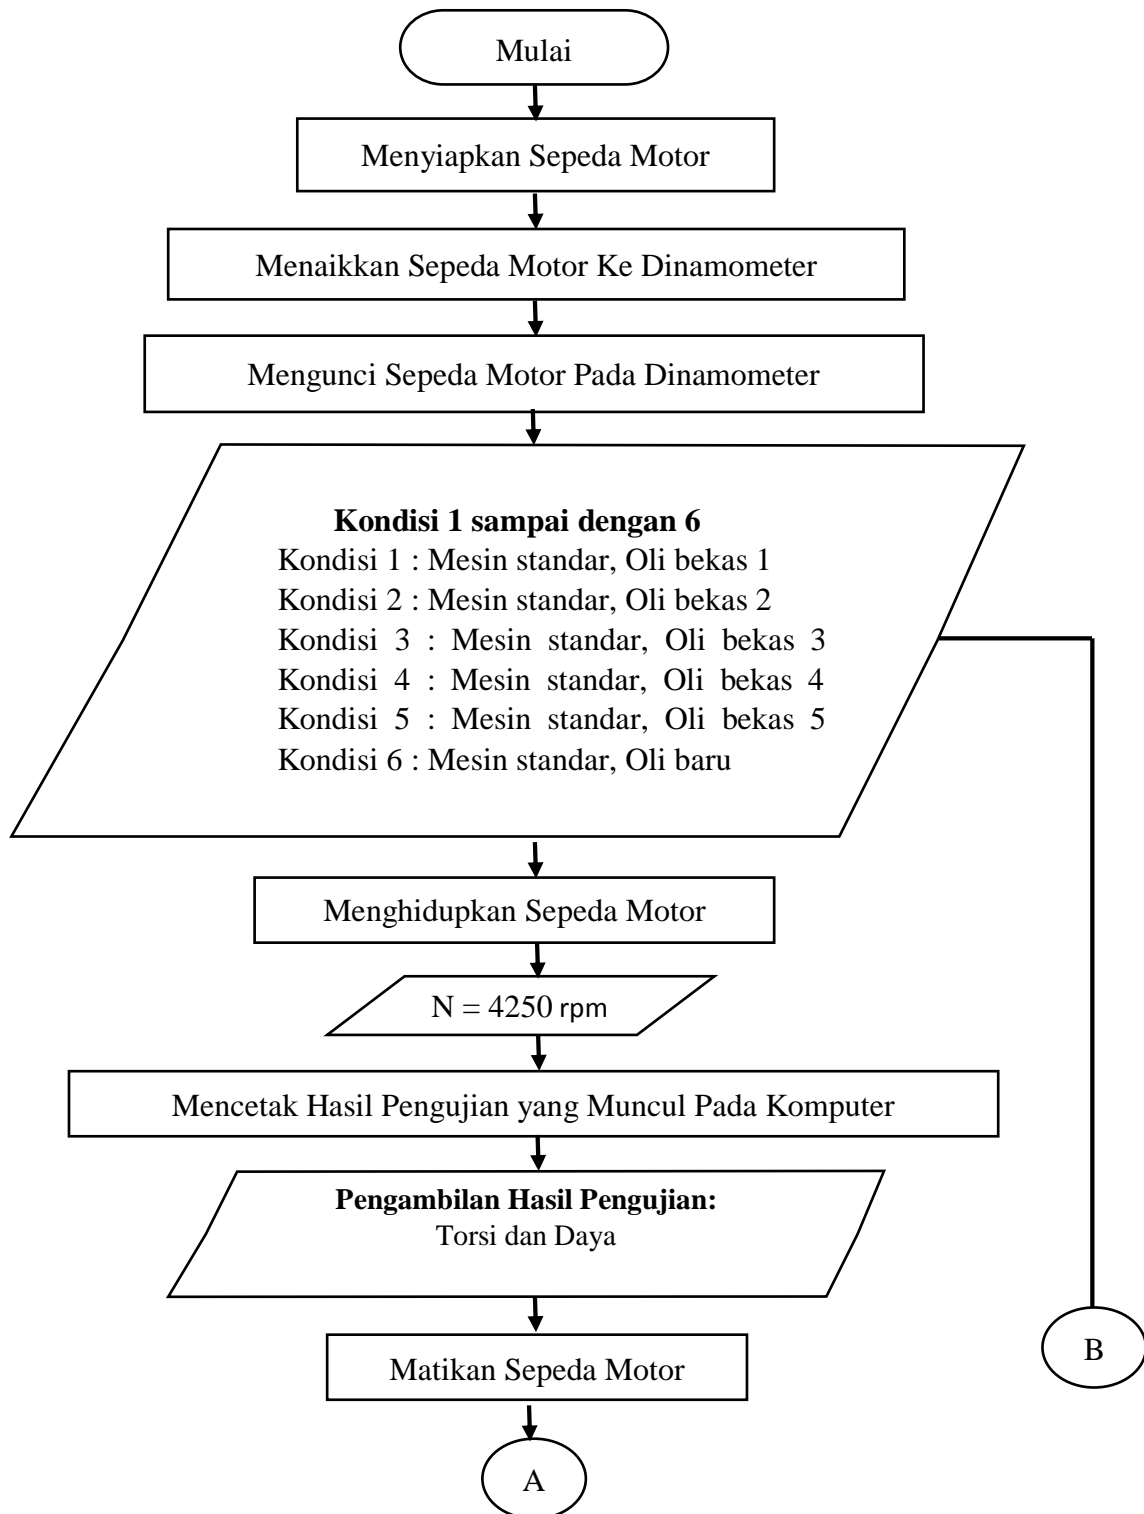 Mulai
Menyiapkan Sepeda Motor
Menaikkan Sepeda Motor Ke Dinamometer
Mengunci Sepeda Motor Pada Dinamometer
Kondisi 1 sampai dengan 6
Kondisi 1 : Mesin standar, Oli bekas 1
Kondisi 2 : Mesin standar, Oli bekas 2
Kondisi 3 : Mesin standar, Oli bekas 3
Kondisi 4 : Mesin standar, Oli bekas 4
Kondisi 5 : Mesin standar, Oli bekas 5
Kondisi 6 : Mesin standar, Oli baru
Menghidupkan Sepeda Motor
N = 4250 rpm
Mencetak Hasil Pengujian yang Muncul Pada Komputer
Pengambilan Hasil Pengujian:
Torsi dan Daya
Matikan Sepeda Motor
B
A